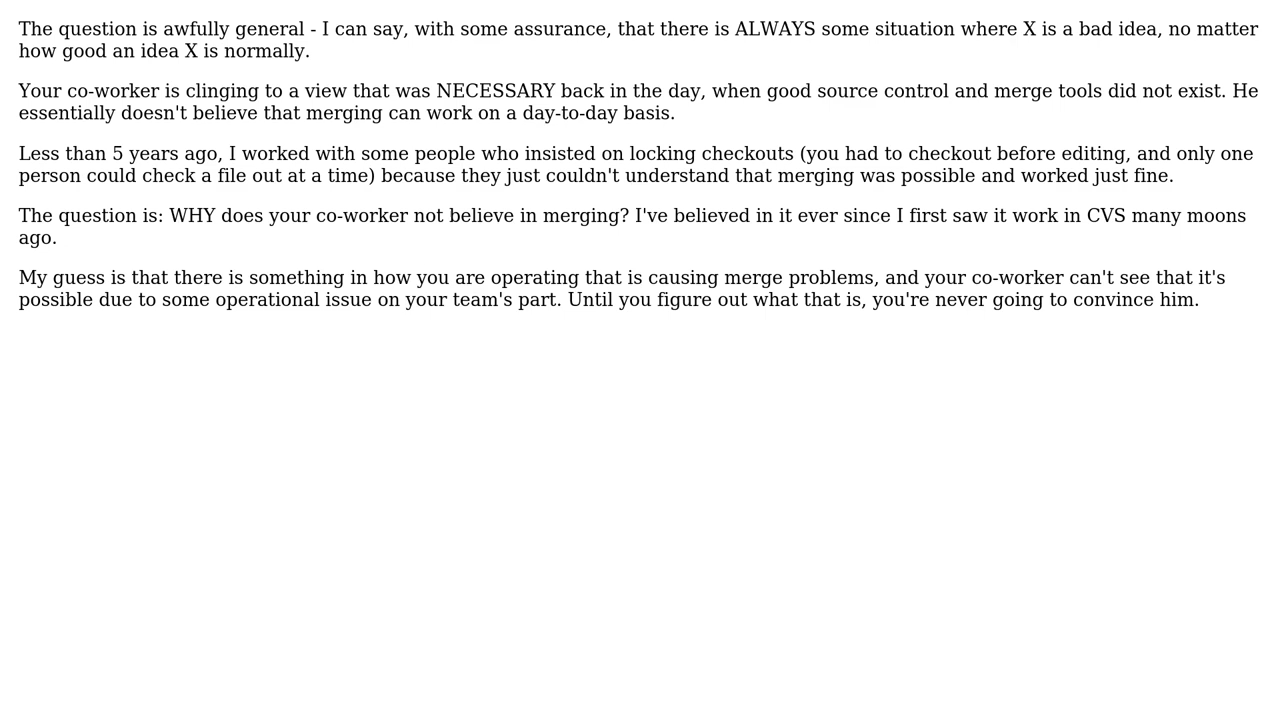 The question is awfully general - I can say, with some assurance, that there is ALWAYS some situation where X is a bad idea, no matter
how good an idea X is normally.
Your co-worker is clinging to a view that was NECESSARY back in the day, when good source control and merge tools did not exist. He
essentially doesn't believe that merging can work on a day-to-day basis.
Less than 5 years ago, I worked with some people who insisted on locking checkouts (you had to checkout before editing, and only one
person could check a file out at a time) because they just couldn't understand that merging was possible and worked just fine.
The question is: WHY does your co-worker not believe in merging? I've believed in it ever since I first saw it work in CVS many moons
ago.
My guess is that there is something in how you are operating that is causing merge problems, and your co-worker can't see that it's
possible due to some operational issue on your team's part. Until you figure out what that is, you're never going to convince him.